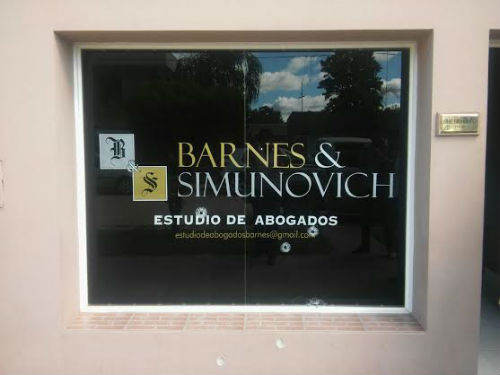 B
S
BARNES &
SIMUNOVICH
ESTUDIO DE ABOGADOS
estudiodeabogadosbarnes@gmail.com